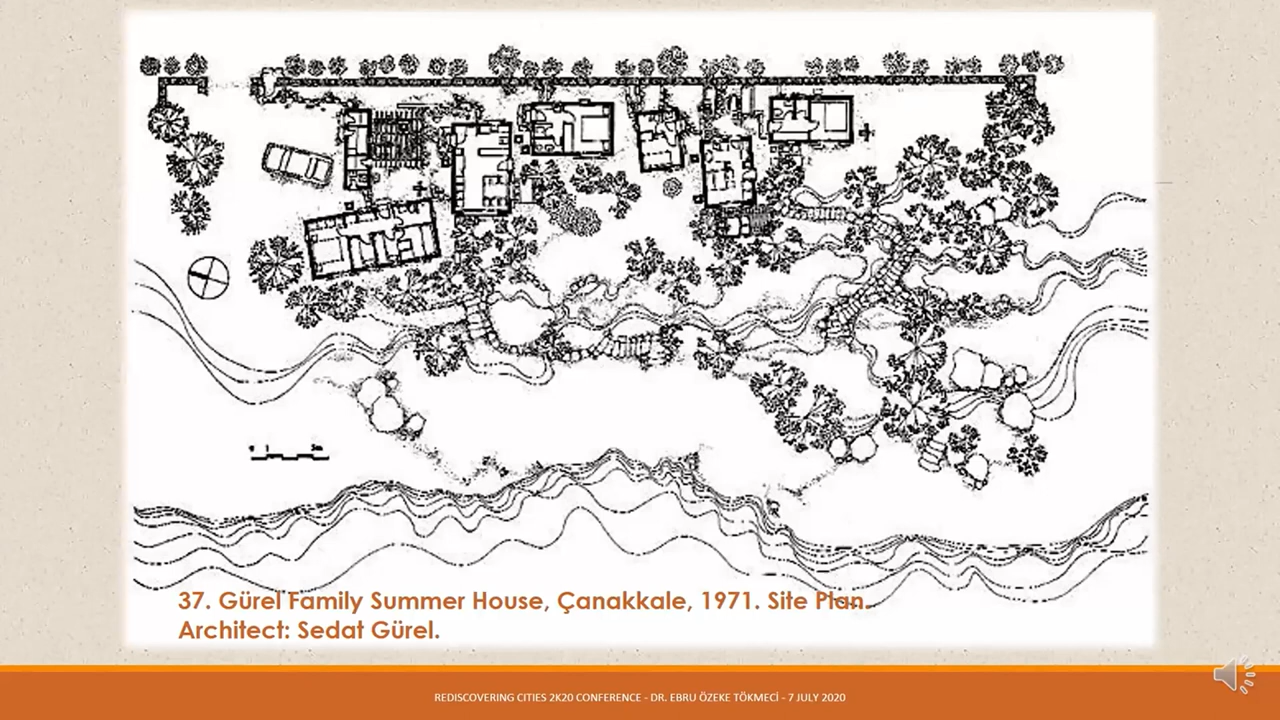 37. Gürel Family Summer House, Çanakkale, 1971. Site Plan.
Architect: Sedat Gürel.
REDISCOVERING CITIES 2K20 CONFERENCE - DR. EBRU ÖZEKE TÖKMECİ - 7 JULY 2020